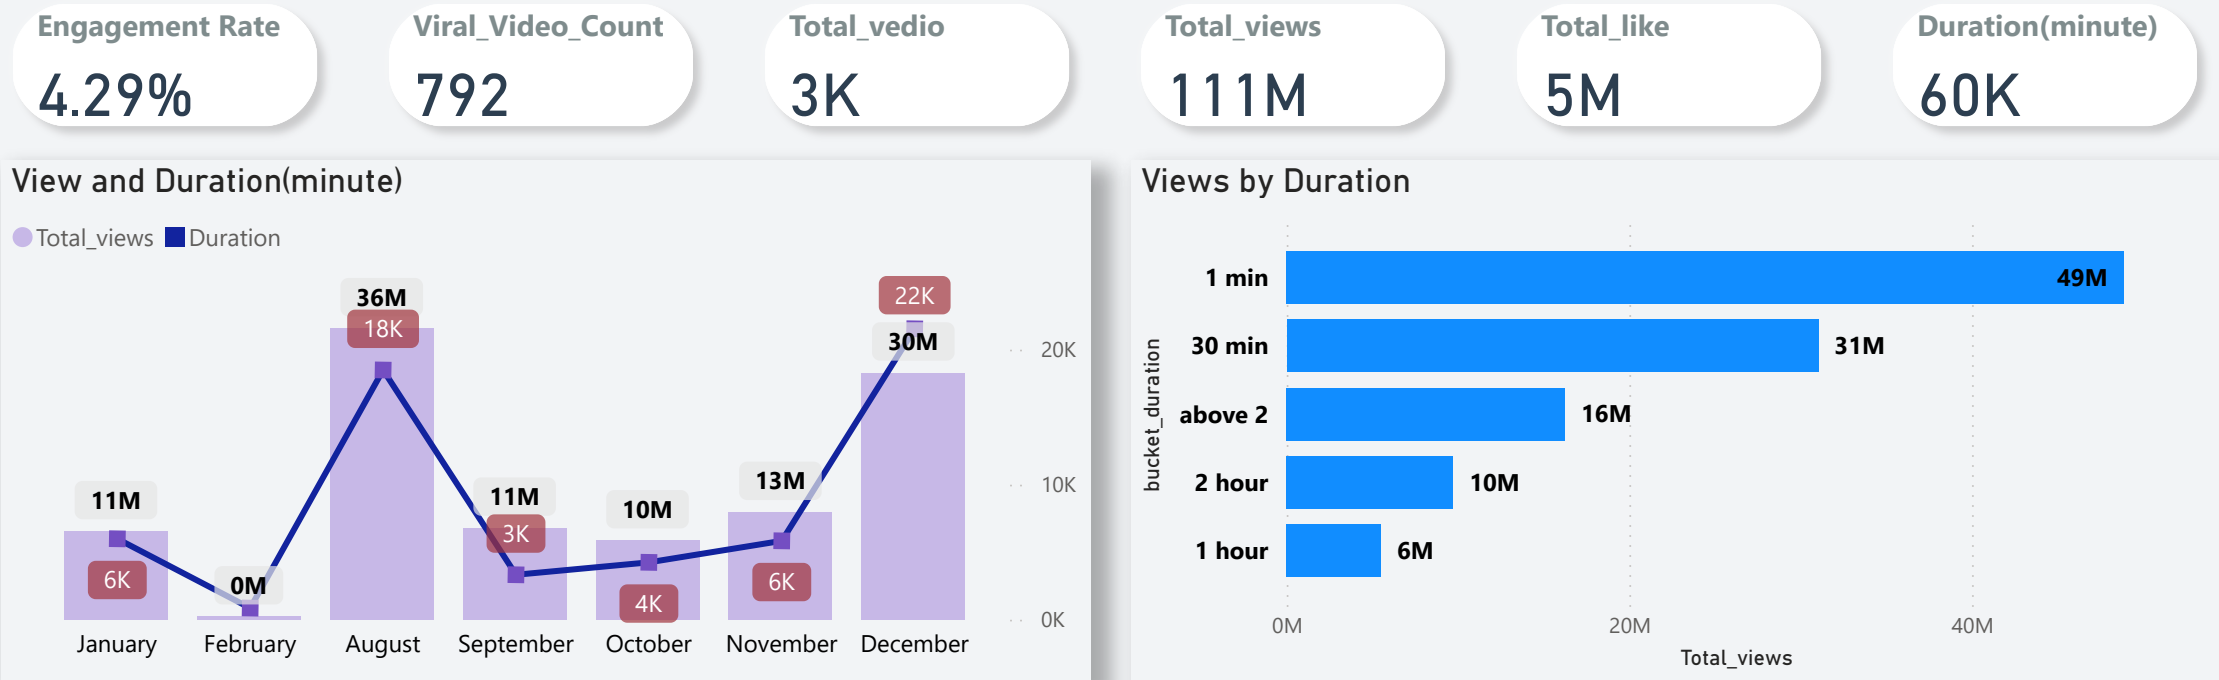 Engagement Rate
4.29%
Viral_Video_Count
792
Total_vedio
3K
Total_views
111M
Total_like
5M
Duration(minute)
60K
View and Duration(minute)
Total_views Duration
36M
18K
22K
30M
11M
6K
0M
11M
3K
10M
4K
13M
6K
20K
10K
0K
January February August September October November December
Views by Duration
bucket_duration
1 min 49M
30 min 31M
above 2 16M
2 hour 10M
1 hour 6M
0M 20M 40M
Total_views